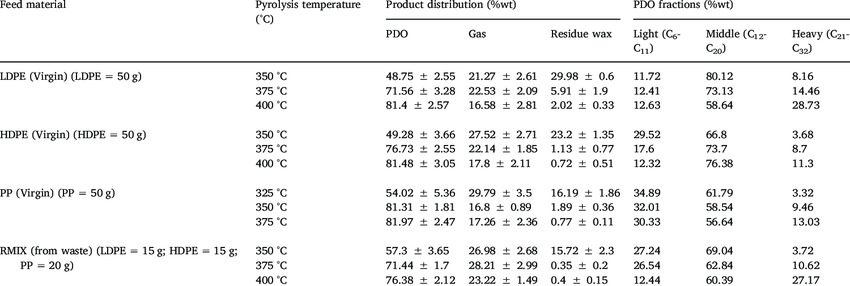 Feed material Pyrolysis temperature (°C) Product distribution (%wt) PDO fractions (%wt)
PDO Gas Residue wax Light (C6-C11) Middle (C12-C20) Heavy (C21-C32)
LDPE (Virgin) (LDPE = 50 g) 350 °C 48.75 ± 2.55 21.27 ± 2.61 29.98 ± 0.6 11.72 80.12 8.16
375 °C 71.56 ± 3.28 22.53 ± 2.09 5.91 ± 1.9 12.41 73.13 14.46
400 °C 81.4 ± 2.57 16.58 ± 2.81 2.02 ± 0.33 12.63 58.64 28.73
HDPE (Virgin) (HDPE = 50 g) 350 °C 49.28 ± 3.66 27.52 ± 2.71 23.2 ± 1.35 29.52 66.8 3.68
375 °C 76.73 ± 2.55 22.14 ± 1.85 1.13 ± 0.77 17.6 73.7 8.7
400 °C 81.48 ± 3.05 17.8 ± 2.11 0.72 ± 0.51 12.32 76.38 11.3
PP (Virgin) (PP = 50 g) 325 °C 54.02 ± 5.36 29.79 ± 3.5 16.19 ± 1.86 34.89 61.79 3.32
350 °C 81.31 ± 1.81 16.8 ± 0.89 1.89 ± 0.36 32.01 58.54 9.46
375 °C 81.97 ± 2.47 17.26 ± 2.36 0.77 ± 0.11 30.33 56.64 13.03
RMIX (from waste) (LDPE = 15 g; HDPE = 15 g; 350 °C 57.3 ± 3.65 26.98 ± 2.68 15.72 ± 2.3 27.24 69.04 3.72
PP = 20 g) 375 °C 71.44 ± 1.7 28.21 ± 2.99 0.35 ± 0.2 26.54 62.84 10.62
400 °C 76.38 ± 2.12 23.22 ± 1.49 0.4 ± 0.15 12.44 60.39 27.17